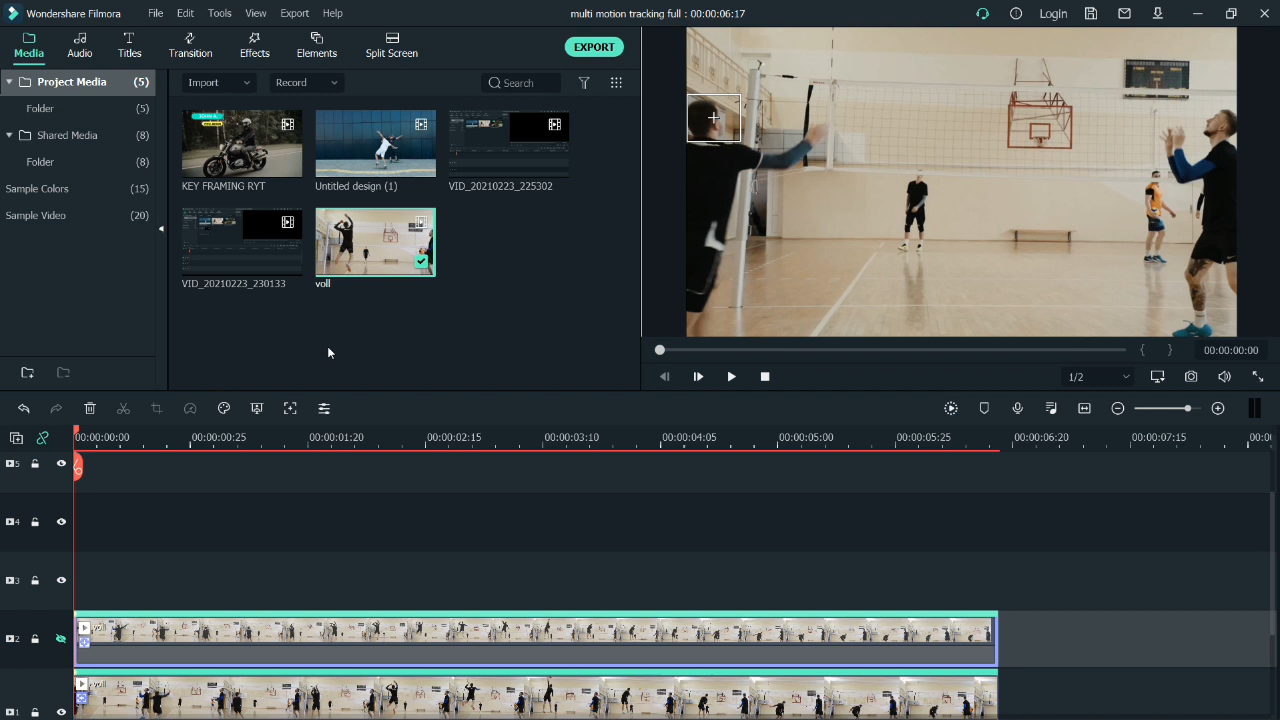 Wondershare Filmora
File Edit Tools View Export Help
multi motion tracking full : 00:00:06:17
LogIn
Media Audio Titles Transition Effects Elements Split Screen
EXPORT
Project Media (5)
Folder (5)
Shared Media (8)
Folder (8)
Sample Colors (15)
Sample Video (20)
Import
Record
Search
KEY FRAMING RYT
Untitled design (1)
VID_20210223_225302
VID_20210223_230133
voll
00:00:00:00
1/2
00:00:00:00 00:00:00:25 00:00:01:20 00:00:02:15 00:00:03:10 00:00:04:05 00:00:05:00 00:00:05:25 00:00:06:20 00:00:07:15
5
4
3
2
voll
1
voll